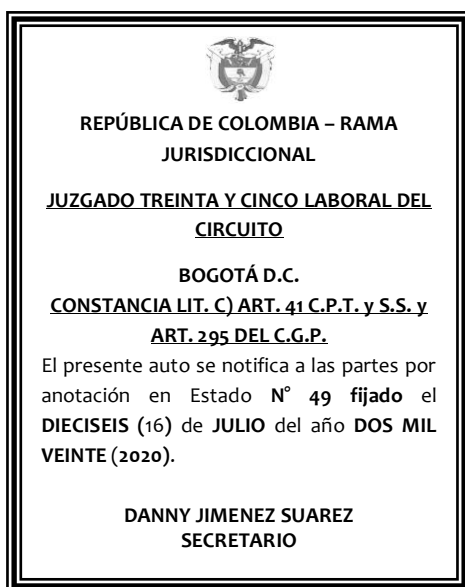 REPÚBLICA DE COLOMBIA – RAMA
JURISDICCIONAL
JUZGADO TREINTA Y CINCO LABORAL DEL
CIRCUITO
BOGOTÁ D.C.
CONSTANCIA LIT. C) ART. 41 C.P.T. y S.S. y
ART. 295 DEL C.G.P.
El presente auto se notifica a las partes por
anotación en Estado N° 49 fijado el
DIECISEIS (16) de JULIO del año DOS MIL
VEINTE (2020).
DANNY JIMENEZ SUAREZ
SECRETARIO